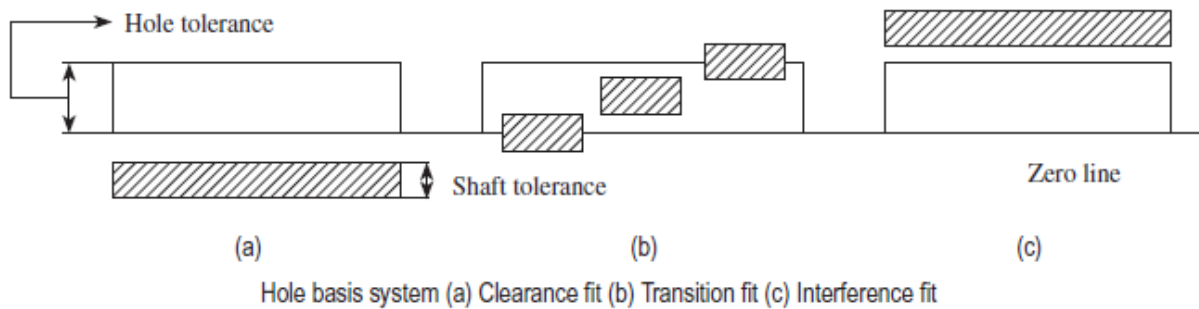 Hole tolerance
Shaft tolerance
Zero line
(a)
(b)
(c)
Hole basis system (a) Clearance fit (b) Transition fit (c) Interference fit